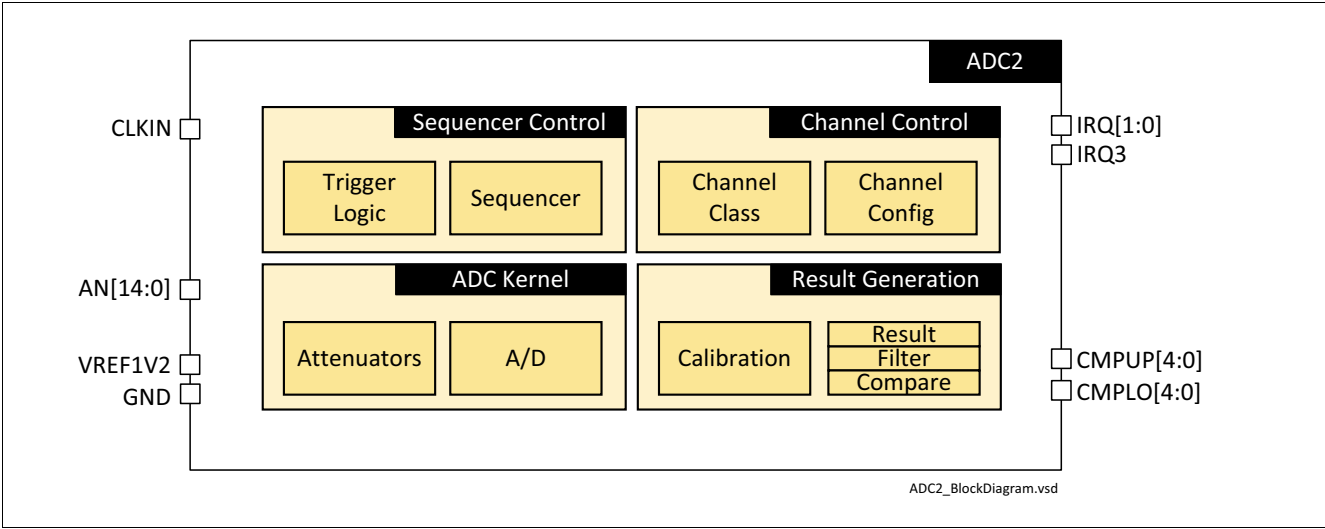 ADC2
CLKIN
Sequencer Control
Channel Control
IRQ[1:0]
IRQ3
Trigger
Logic
Sequencer
Channel
Class
Channel
Config
AN[14:0]
ADC Kernel
Result Generation
Attenuators
A/D
Calibration
Result
Filter
Compare
VREF1V2
GND
CMPUP[4:0]
CMPLO[4:0]
ADC2_BlockDiagram.vsd